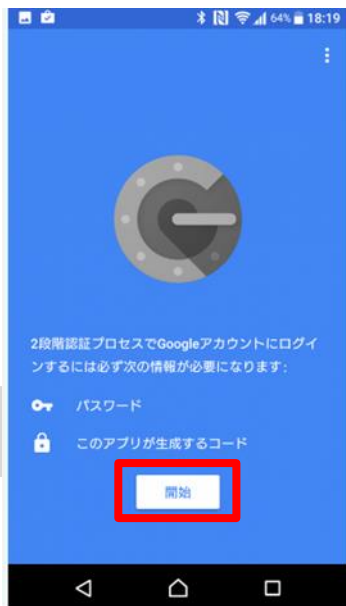 64% 18:19
2段階認証プロセスでGoogleアカウントにログイ
ンするには必ず次の情報が必要になります:
パスワード
このアプリが生成するコード
開始